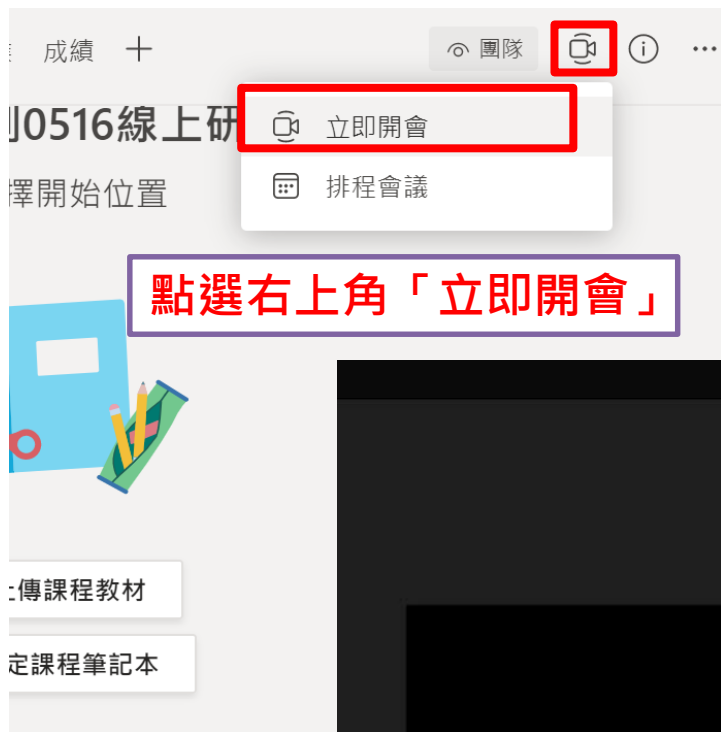 成績 + 團隊
0516線上研
立即開會
擇開始位置
排程會議
點選右上角「立即開會」
上傳課程教材
定課程筆記本